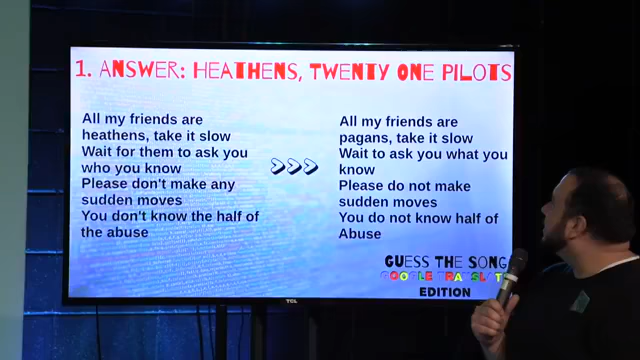 1. ANSWER: HEATHENS, TWENTY ONE PILOTS
All my friends are
heathens, take it slow
Wait for them to ask you
who you know
Please don't make any
sudden moves
You don't know the half of
the abuse
All my friends are
pagans, take it slow
Wait to ask you what you
know
Please do not make
sudden moves
You do not know half of
Abuse
GUESS THE SONG
GOOGLE TRANSLATE
EDITION
TCL